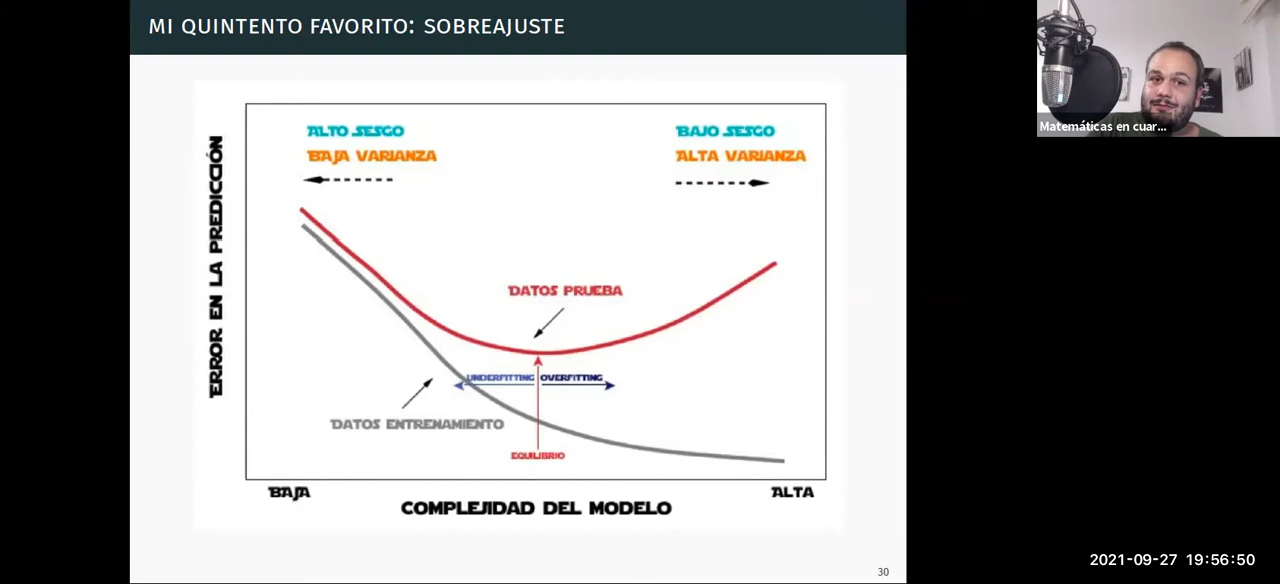 MI QUINTENTO FAVORITO: SOBREAJUSTE
Matemáticas en cuar...
ALTO SESGO
BAJA VARIANZA
BAJO SESGO
ALTA VARIANZA
ERROR EN LA PREDICCIÓN
DATOS PRUEBA
UNDERFITTING
OVERFITTING
DATOS ENTRENAMIENTO
EQUILIBRIO
BAJA
ALTA
COMPLEJIDAD DEL MODELO
30
2021-09-27 19:56:50